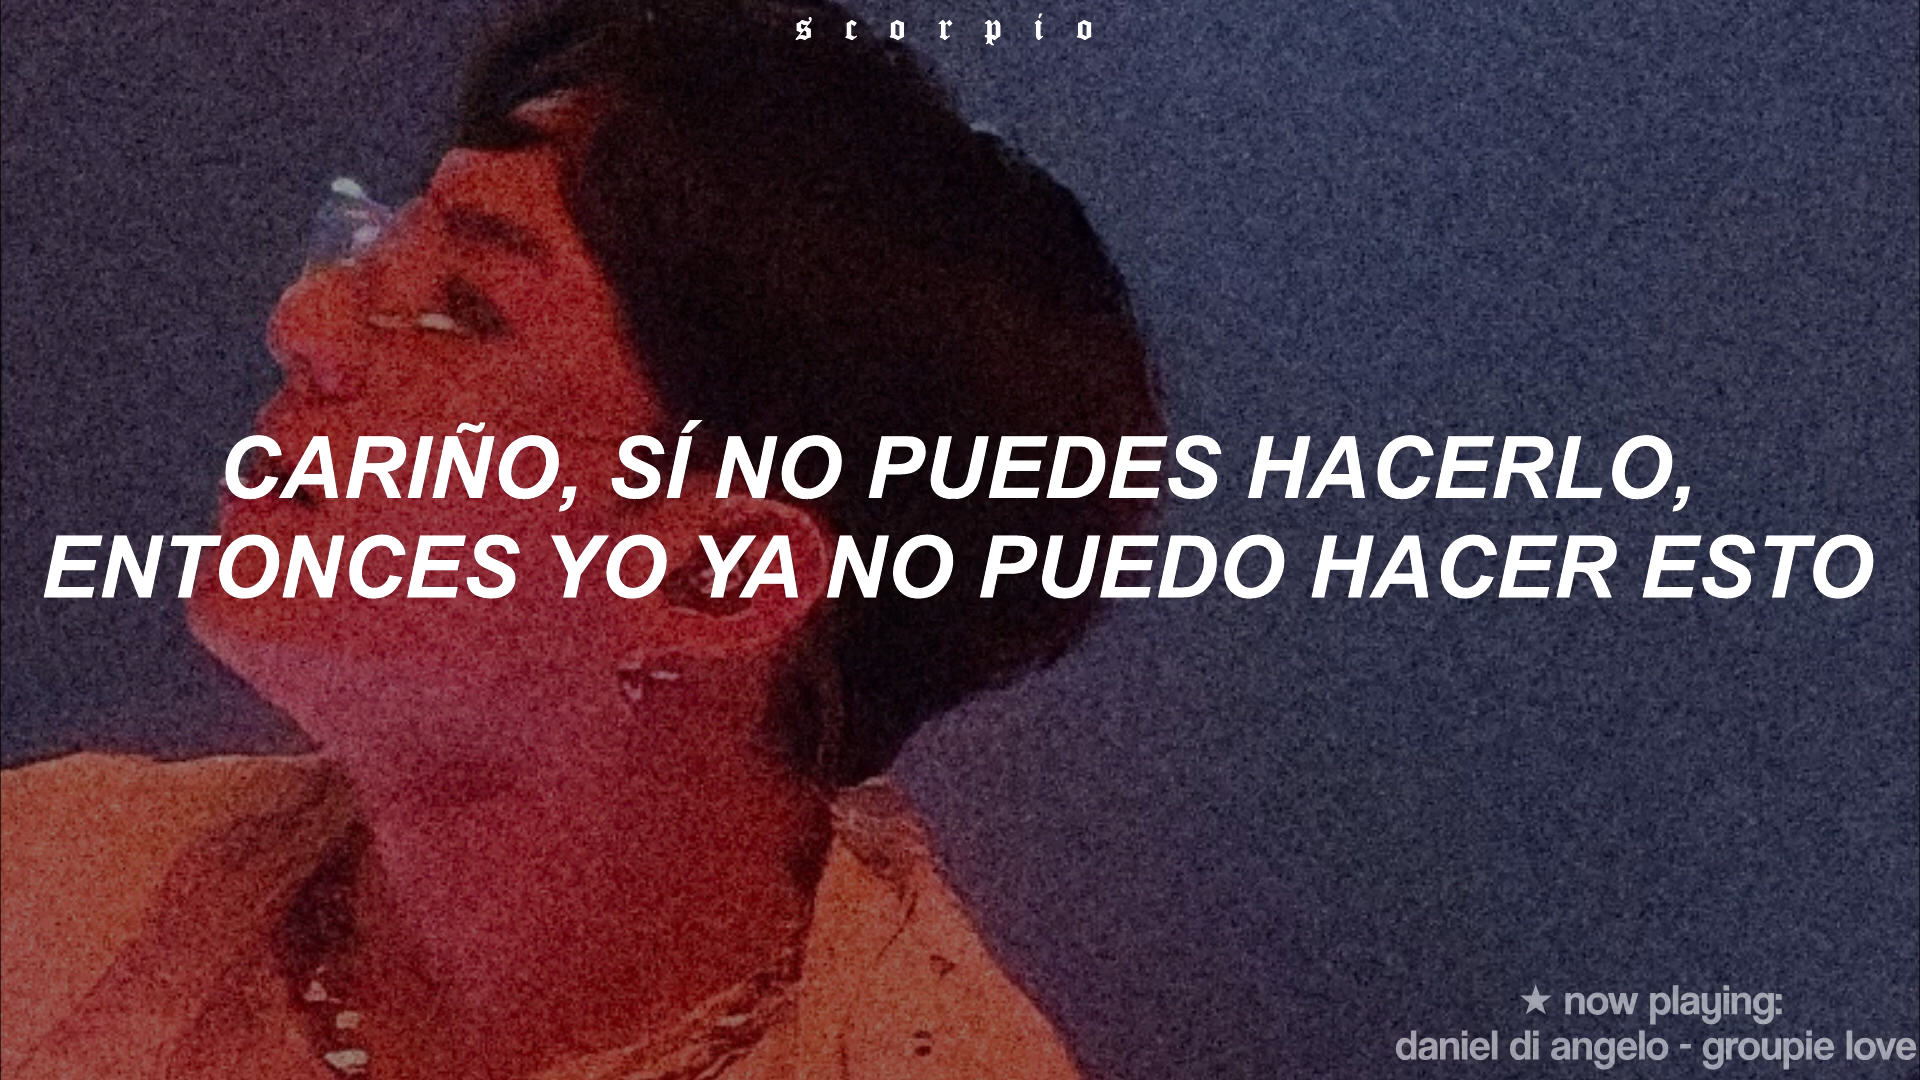 scorpio
CARIÑO, SÍ NO PUEDES HACERLO,
ENTONCES YO YA NO PUEDO HACER ESTO
★ now playing:
daniel di angelo - groupie love